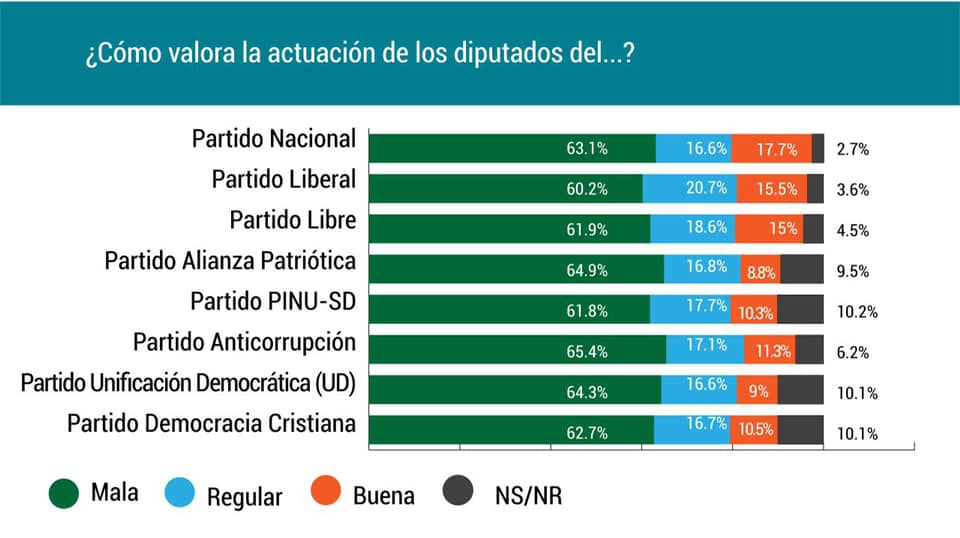 ¿Cómo valora la actuación de los diputados del...?
Partido Nacional 63.1% 16.6% 17.7% 2.7%
Partido Liberal 60.2% 20.7% 15.5% 3.6%
Partido Libre 61.9% 18.6% 15% 4.5%
Partido Alianza Patriótica 64.9% 16.8% 8.8% 9.5%
Partido PINU-SD 61.8% 17.7% 10.3% 10.2%
Partido Anticorrupción 65.4% 17.1% 11.3% 6.2%
Partido Unificación Democrática (UD) 64.3% 16.6% 9% 10.1%
Partido Democracia Cristiana 62.7% 16.7% 10.5% 10.1%
Mala Regular Buena NS/NR